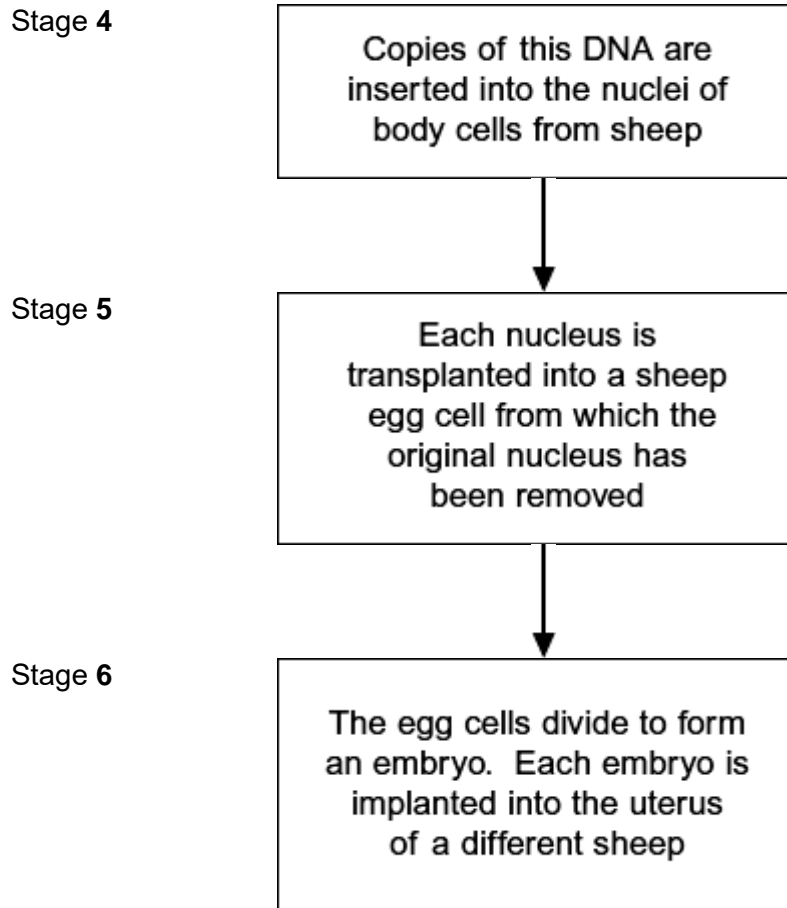 Stage 4
Copies of this DNA are
inserted into the nuclei of
body cells from sheep
Stage 5
Each nucleus is
transplanted into a sheep
egg cell from which the
original nucleus has
been removed
Stage 6
The egg cells divide to form
an embryo. Each embryo is
implanted into the uterus
of a different sheep